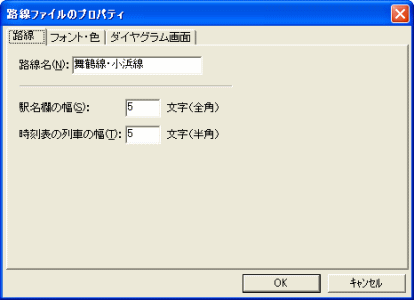 路線ファイルのプロパティ
路線 フォント・色 ダイヤグラム画面
路線名(N): 舞鶴線・小浜線
駅名欄の幅(S): 5 文字(全角)
時刻表の列車の幅(T): 5 文字(半角)
OK ｷｬﾝｾﾙ